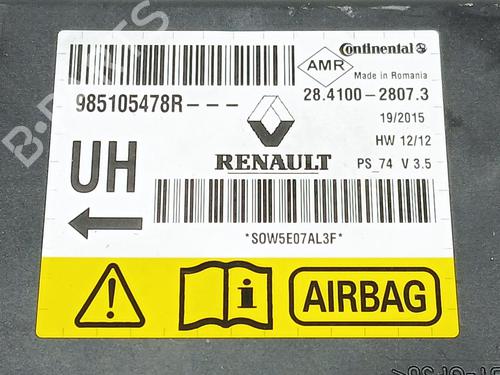 Continental
AMR
Made in Romania
985105478R---
28.4100-2807.3
19/2015
HW 12/12
UH
RENAULT
PS_74 V 3.5
*SOW5E07AL3F*
AIRBAG